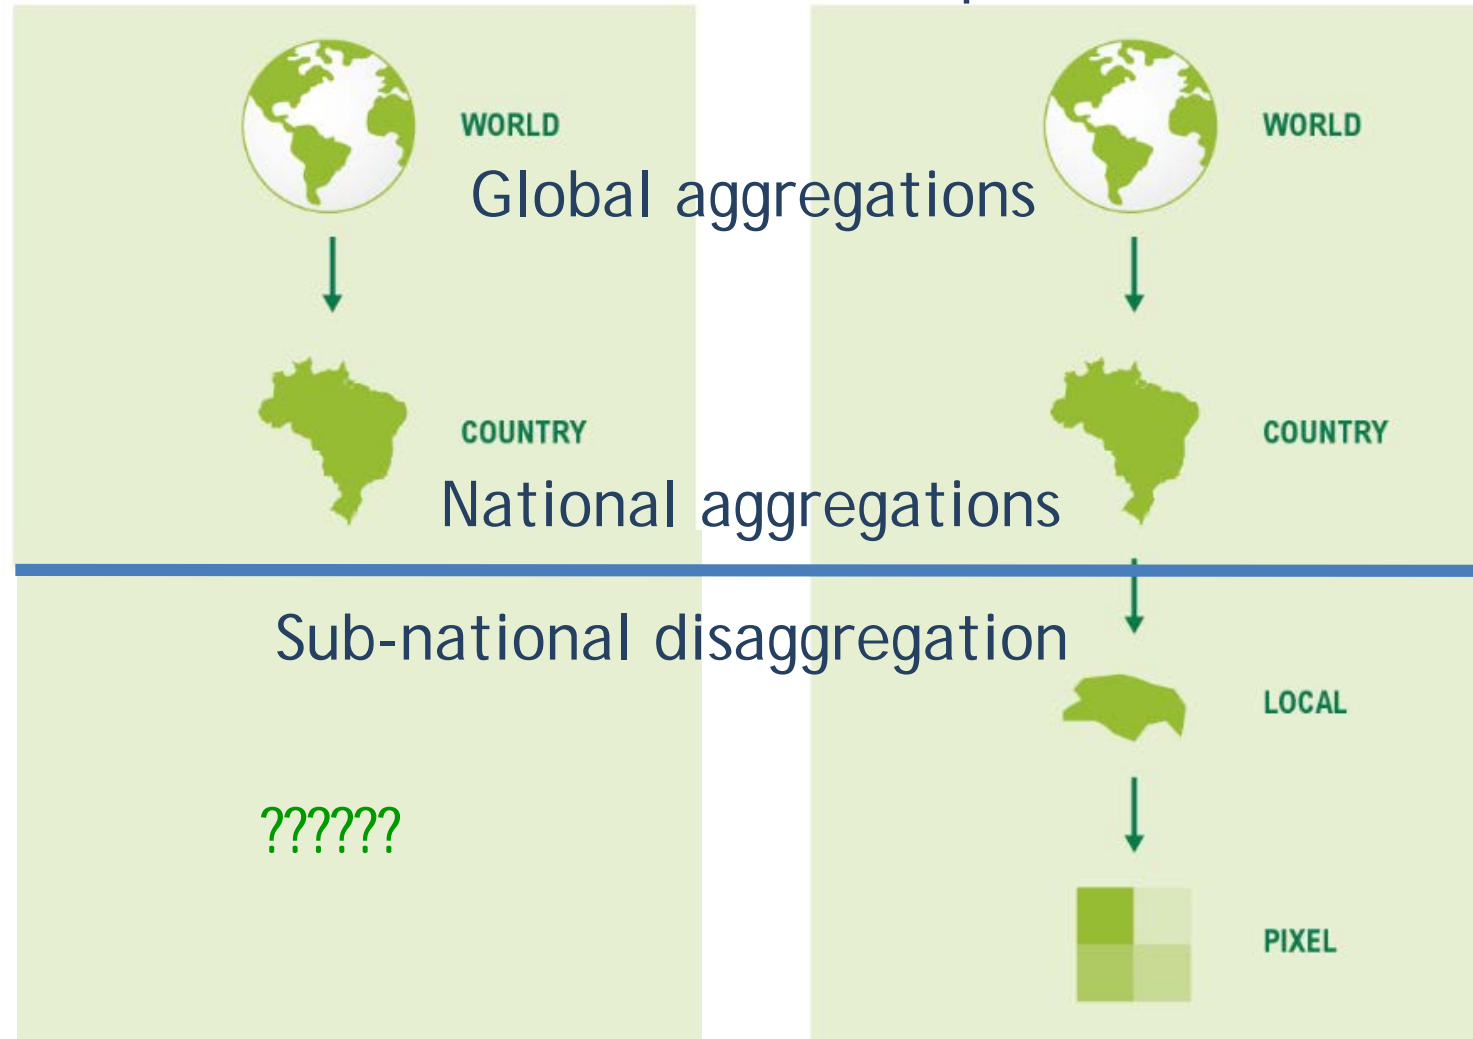 WORLD
WORLD
Global aggregations
COUNTRY
COUNTRY
National aggregations
Sub-national disaggregation
LOCAL
??????
PIXEL